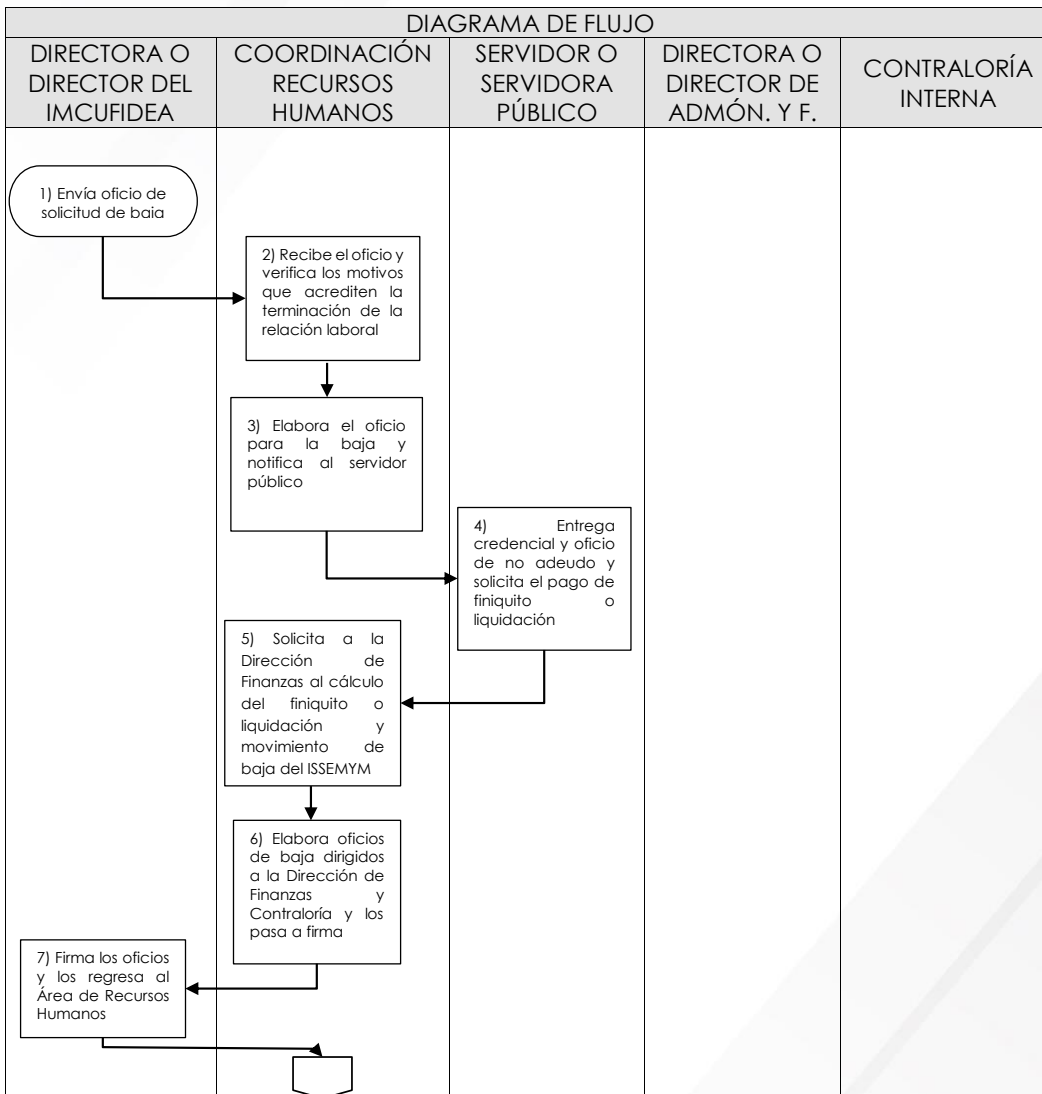 DIAGRAMA DE FLUJO
DIRECTORA O
DIRECTOR DEL
IMCUFIDEA
COORDINACIÓN
RECURSOS
HUMANOS
SERVIDOR O
SERVIDORA
PÚBLICO
DIRECTORA O
DIRECTOR DE
ADMÓN. Y F.
CONTRALORÍA
INTERNA
1) Envía oficio de
solicitud de baja
2) Recibe el oficio y
verifica los motivos
que acrediten la
terminación de la
relación laboral
3) Elabora el oficio
para la baja y
notifica al servidor
público
4) Entrega
credencial y oficio
de no adeudo y
solicita el pago de
finiquito o
liquidación
5) Solicita a la
Dirección de
Finanzas al cálculo
del finiquito o
liquidación y
movimiento de
baja del ISSEMYM
6) Elabora oficios
de baja dirigidos
a la Dirección de
Finanzas y
Contraloría y los
pasa a firma
7) Firma los oficios
y los regresa al
Área de Recursos
Humanos